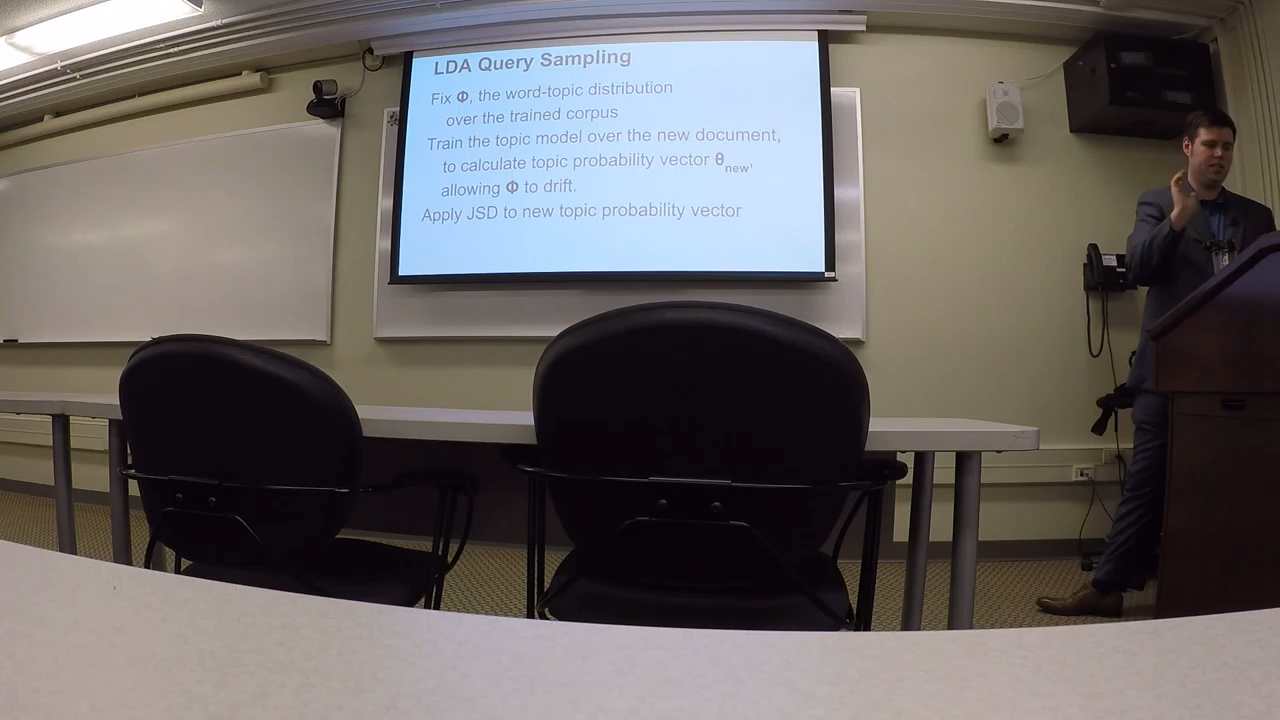 LDA Query Sampling
Fix Φ, the word-topic distribution
over the trained corpus
Train the topic model over the new document,
to calculate topic probability vector θnew,
allowing Φ to drift.
Apply JSD to new topic probability vector